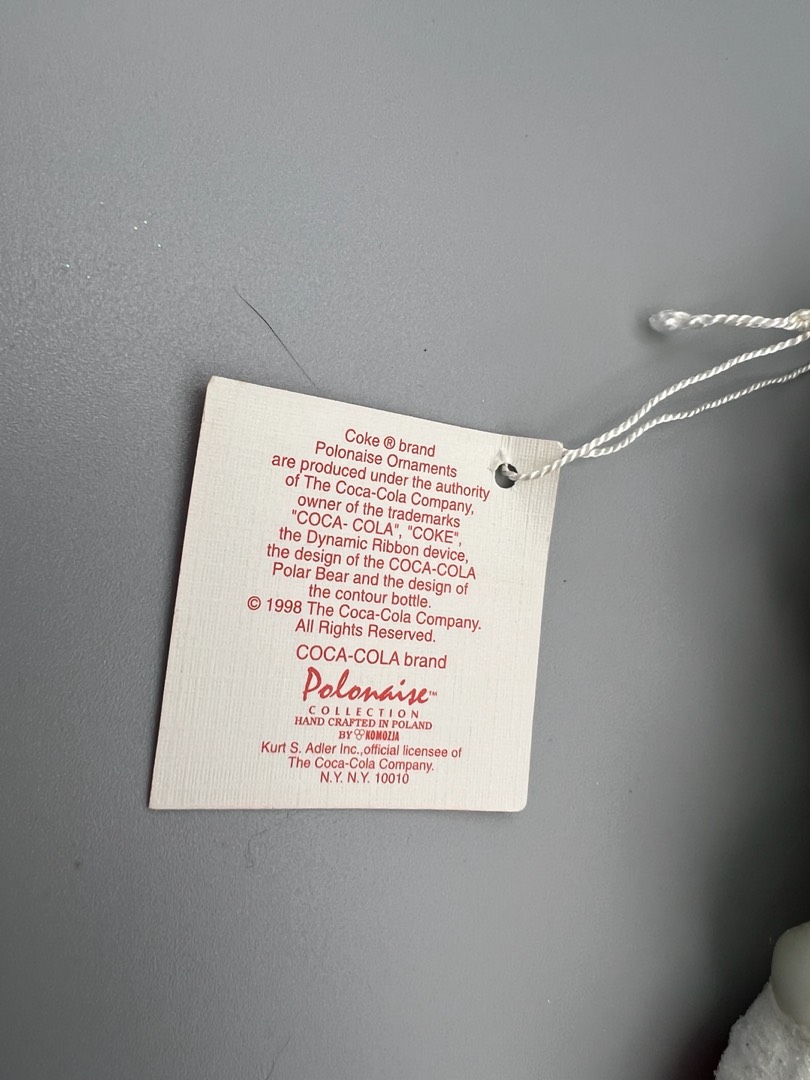 Coke ® brand
Polonaise Ornaments
are produced under the authority
of The Coca-Cola Company,
owner of the trademarks
"COCA- COLA", "COKE",
the Dynamic Ribbon device,
the design of the COCA-COLA
Polar Bear and the design of
the contour bottle.
© 1998 The Coca-Cola Company.
All Rights Reserved.
COCA-COLA brand
Polonaise™
COLLECTION
HAND CRAFTED IN POLAND
BY KOMOZJA
Kurt S. Adler Inc.,official licensee of
The Coca-Cola Company.
N.Y. N.Y. 10010